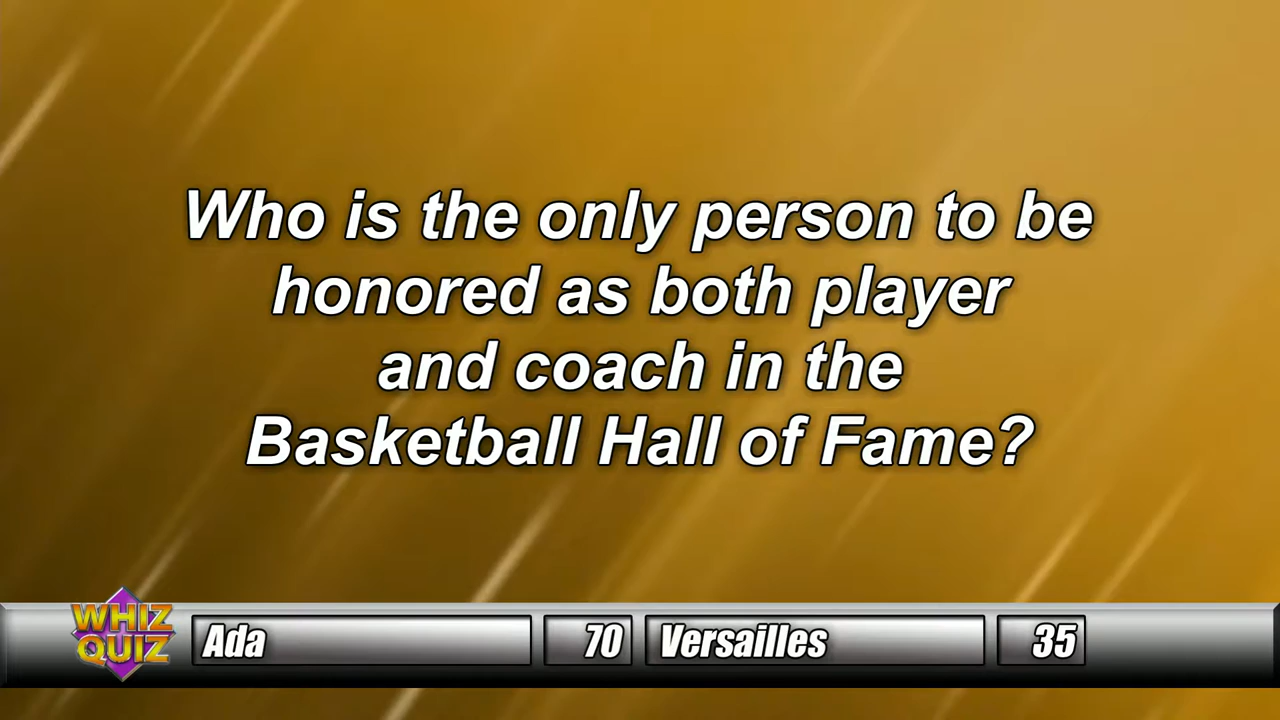 Who is the only person to be
honored as both player
and coach in the
Basketball Hall of Fame?
WHIZ
QUIZ
Ada 70 Versailles 35